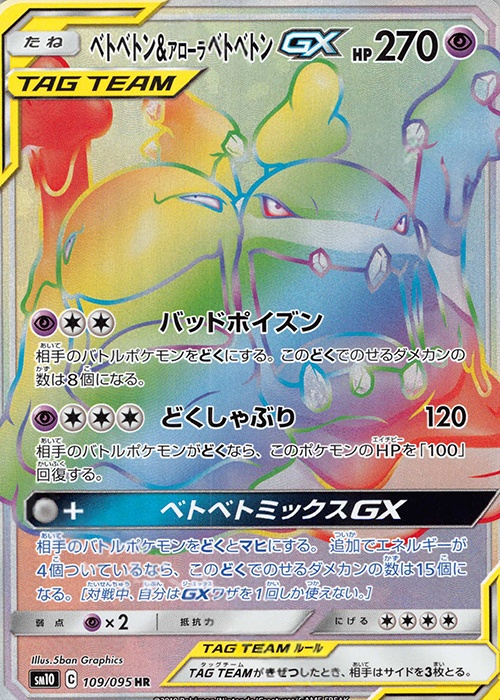 たね ベトベトン&アローラベトベトンGX HP270
TAG TEAM
バッドポイズン
相手のバトルポケモンをどくにする。このどくでのせるダメカンの
数は8個になる。
どくしゃぶり 120
相手のバトルポケモンがどくなら、このポケモンのHPを「100」
回復する。
+ ベトベトミックスGX
相手のバトルポケモンをどくとマヒにする。追加でエネルギーが
4個ついているなら、このどくでのせるダメカンの数は15個に
なる。[対戦中、自分はGXワザを1回しか使えない。]
弱点 ×2 抵抗力 にげる
Illus.5ban Graphics
TAG TEAM ルール
sm10 C 109/095 HR
TAG TEAMがきぜつしたとき、相手はサイドを3枚とる。